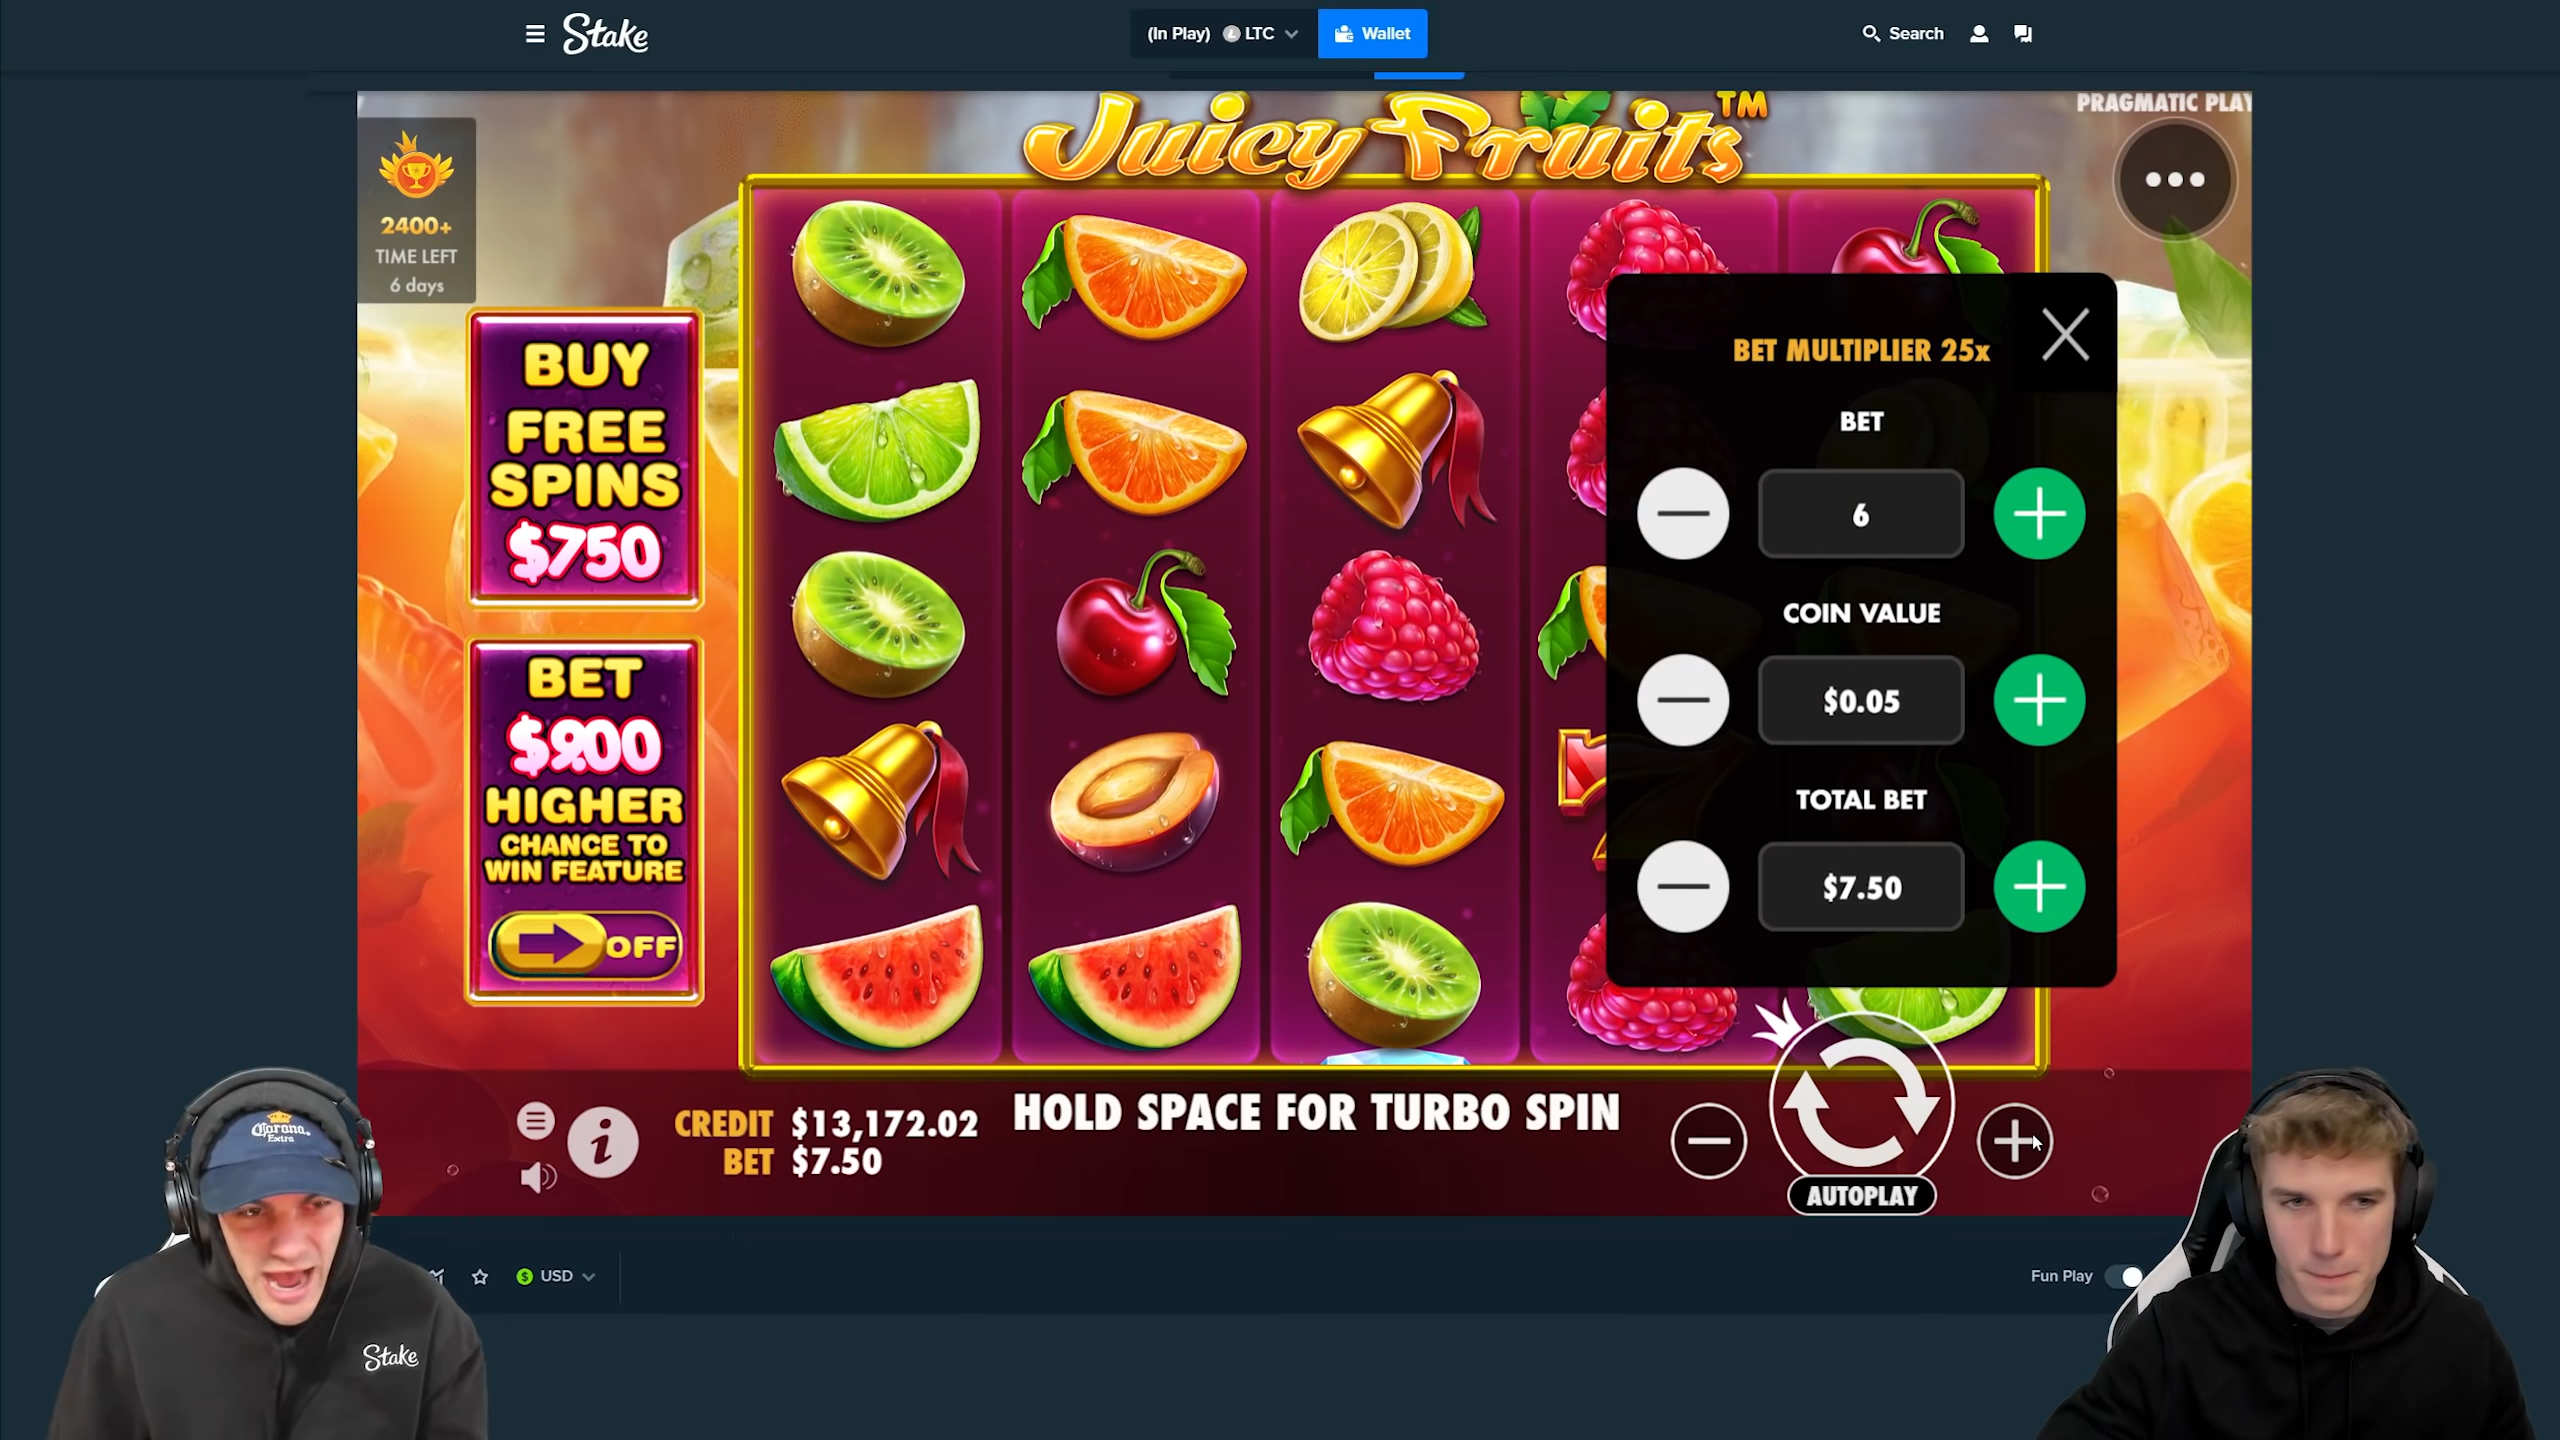 Stake
(In Play) LTC
Wallet
Search
Juicy Fruits™
PRAGMATIC PLAY
2400+
TIME LEFT
6 days
BUY
FREE
SPINS
$750
BET
HIGHER
CHANCE TO
WIN FEATURE
OFF
BET MULTIPLIER 25x
BET
6
COIN VALUE
$0.05
TOTAL BET
$7.50
CREDIT $13,172.02
BET $7.50
HOLD SPACE FOR TURBO SPIN
AUTOPLAY
Corona
Extra
Stake
USD
Fun Play